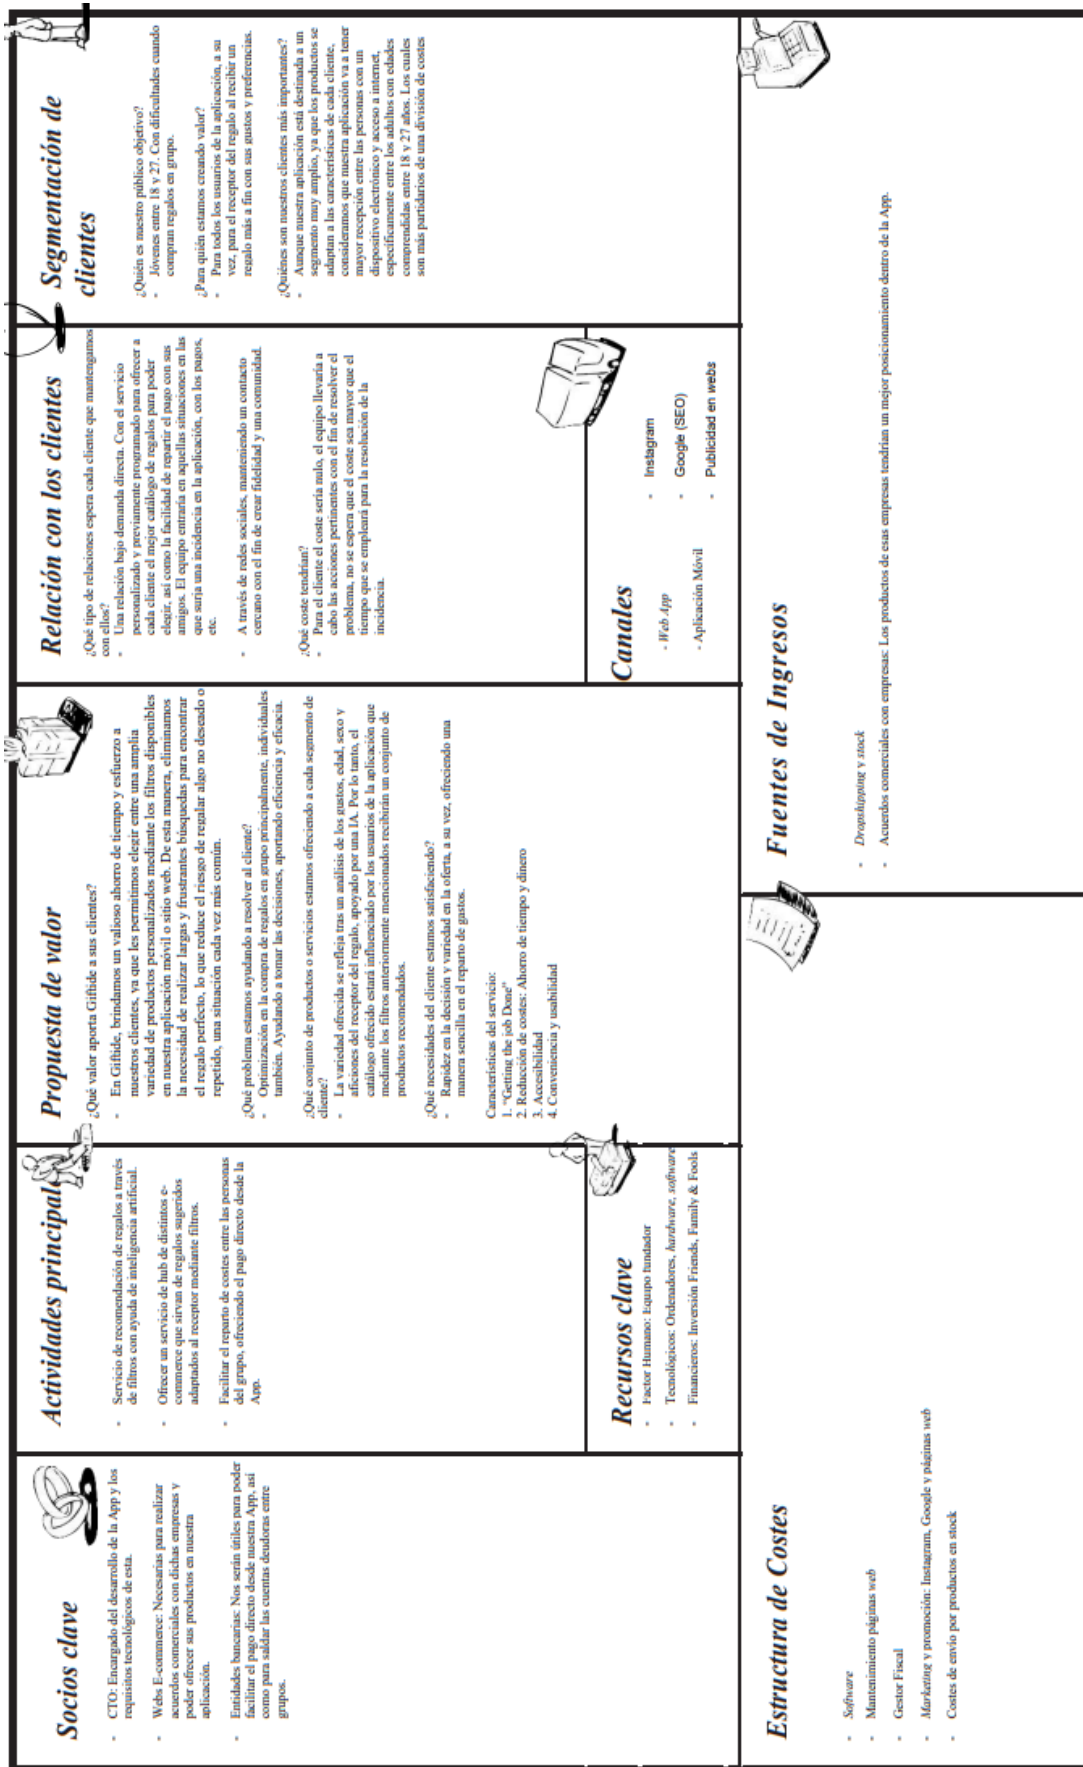 Socios clave
- CTO: Encargado del desarrollo de la App y los
requisitos tecnológicos de esta.
- Webs E-commerce: Necesarias para realizar
acuerdos comerciales con dichas empresas y
poder ofrecer sus productos en nuestra
aplicación.
- Entidades bancarias: Nos serán útiles para poder
facilitar el pago directo desde nuestra App, así
como para saldar las cuentas deudoras entre
grupos.
Actividades principal
- Servicio de recomendación de regalos a través
de filtros con ayuda de inteligencia artificial.
- Ofrecer un servicio de hub de distintos e-
commerce que sirvan de regalos sugeridos
adaptados al receptor mediante filtros.
- Facilitar el reparto de costes entre las personas
del grupo, ofreciendo el pago directo desde la
App.
Recursos clave
- Factor Humano: Equipo fundador
- Tecnológicos: Ordenadores, hardware, software
- Financieros: Inversión Friends, Family & Fools
Propuesta de valor
¿Qué valor aporta Giftide a sus clientes?
- En Giftide, brindamos un valioso ahorro de tiempo y esfuerzo a
nuestros clientes, ya que les permitimos elegir entre una amplia
variedad de productos personalizados mediante los filtros disponibles
en nuestra aplicación móvil o sitio web. De esta manera, eliminamos
la necesidad de realizar largas y frustrantes búsquedas para encontrar
el regalo perfecto, lo que reduce el riesgo de regalar algo no deseado o
repetido, una situación cada vez más común.
¿Qué problema estamos ayudando a resolver al cliente?
- Optimización en la compra de regalos en grupo principalmente, individuales
también. Ayudando a tomar las decisiones, aportando eficiencia y eficacia.
¿Qué conjunto de productos o servicios estamos ofreciendo a cada segmento de
cliente?
- La variedad ofrecida se refleja tras un análisis de los gustos, edad, sexo y
aficiones del receptor del regalo, apoyado por una IA. Por lo tanto, el
catálogo ofrecido estará influenciado por los usuarios de la aplicación que
mediante los filtros anteriormente mencionados recibirán un conjunto de
productos recomendados.
¿Qué necesidades del cliente estamos satisfaciendo?
- Rapidez en la decisión y variedad en la oferta, a su vez, ofreciendo una
manera sencilla en el reparto de gastos.
Características del servicio:
1. “Getting the job Done”
2. Reducción de costes: Ahorro de tiempo y dinero
3. Accesibilidad
4. Conveniencia y usabilidad
Relación con los clientes
¿Qué tipo de relaciones espera cada cliente que mantengamos
con ellos?
- Una relación bajo demanda directa. Con el servicio
personalizado y previamente programado para ofrecer a
cada cliente el mejor catálogo de regalos para poder
elegir, así como la facilidad de repartir el pago con sus
amigos. El equipo entraría en aquellas situaciones en las
que surja una incidencia en la aplicación, con los pagos,
etc.
- A través de redes sociales, manteniendo un contacto
cercano con el fin de crear fidelidad y una comunidad.
¿Qué coste tendrían?
- Para el cliente el coste sería nulo, el equipo llevaría a
cabo las acciones pertinentes con el fin de resolver el
problema, no se espera que el coste sea mayor que el
tiempo que se empleará para la resolución de la
incidencia.
Canales
- Web App
- Aplicación Móvil
- Instagram
- Google (SEO)
- Publicidad en webs
Segmentación de
clientes
¿Quién es nuestro público objetivo?
- Jóvenes entre 18 y 27. Con dificultades cuando
compran regalos en grupo.
¿Para quién estamos creando valor?
- Para todos los usuarios de la aplicación, a su
vez, para el receptor del regalo al recibir un
regalo más a fin con sus gustos y preferencias.
¿Quiénes son nuestros clientes más importantes?
- Aunque nuestra aplicación está destinada a un
segmento muy amplio, ya que los productos se
adaptan a las características de cada cliente,
consideramos que nuestra aplicación va a tener
mayor recepción entre las personas con un
dispositivo electrónico y acceso a internet,
específicamente entre los adultos con edades
comprendidas entre 18 y 27 años. Los cuales
son más partidarios de una división de costes
Estructura de Costes
- Software
- Mantenimiento páginas web
- Gestor Fiscal
- Marketing y promoción: Instagram, Google y páginas web
- Costes de envío por productos en stock
Fuentes de Ingresos
- Dropshipping y stock
- Acuerdos comerciales con empresas: Los productos de esas empresas tendrían un mejor posicionamiento dentro de la App.